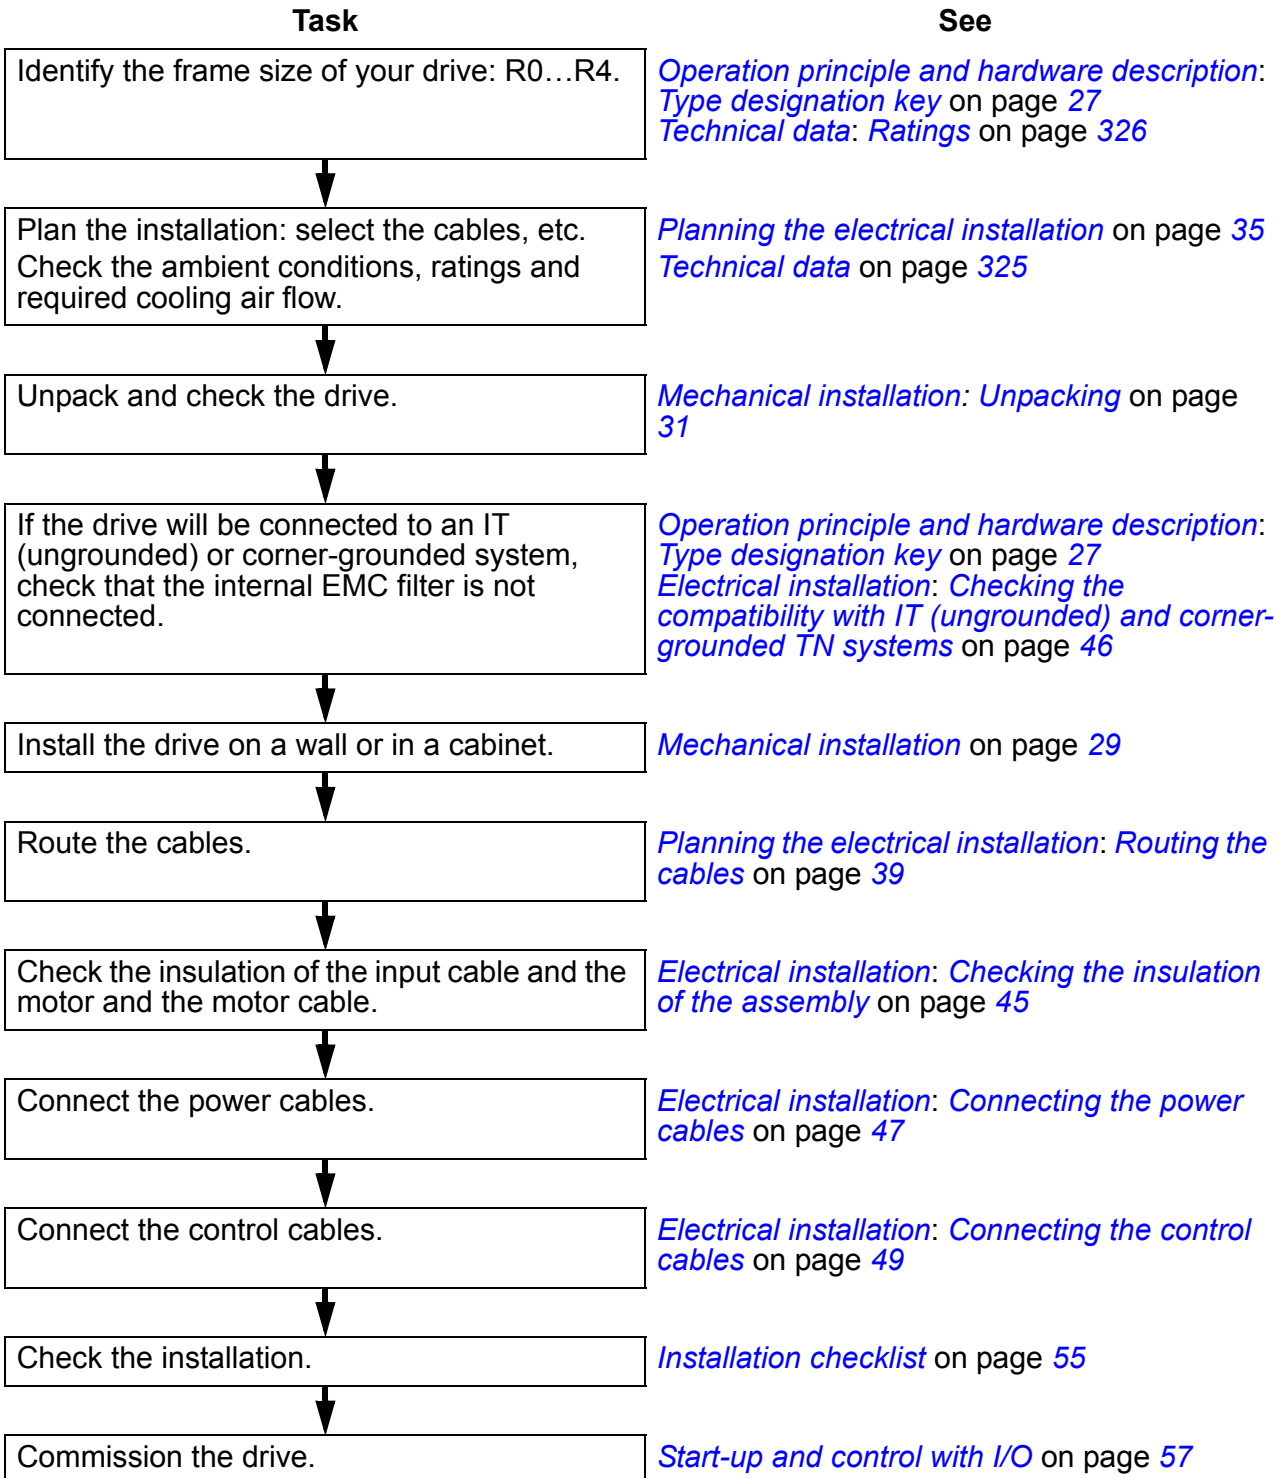 Task
See
Identify the frame size of your drive: R0…R4.
Operation principle and hardware description:
Type designation key on page 27
Technical data: Ratings on page 326
Plan the installation: select the cables, etc.
Check the ambient conditions, ratings and
required cooling air flow.
Planning the electrical installation on page 35
Technical data on page 325
Unpack and check the drive.
Mechanical installation: Unpacking on page
31
If the drive will be connected to an IT
(ungrounded) or corner-grounded system,
check that the internal EMC filter is not
connected.
Operation principle and hardware description:
Type designation key on page 27
Electrical installation: Checking the
compatibility with IT (ungrounded) and corner-
grounded TN systems on page 46
Install the drive on a wall or in a cabinet.
Mechanical installation on page 29
Route the cables.
Planning the electrical installation: Routing the
cables on page 39
Check the insulation of the input cable and the
motor and the motor cable.
Electrical installation: Checking the insulation
of the assembly on page 45
Connect the power cables.
Electrical installation: Connecting the power
cables on page 47
Connect the control cables.
Electrical installation: Connecting the control
cables on page 49
Check the installation.
Installation checklist on page 55
Commission the drive.
Start-up and control with I/O on page 57